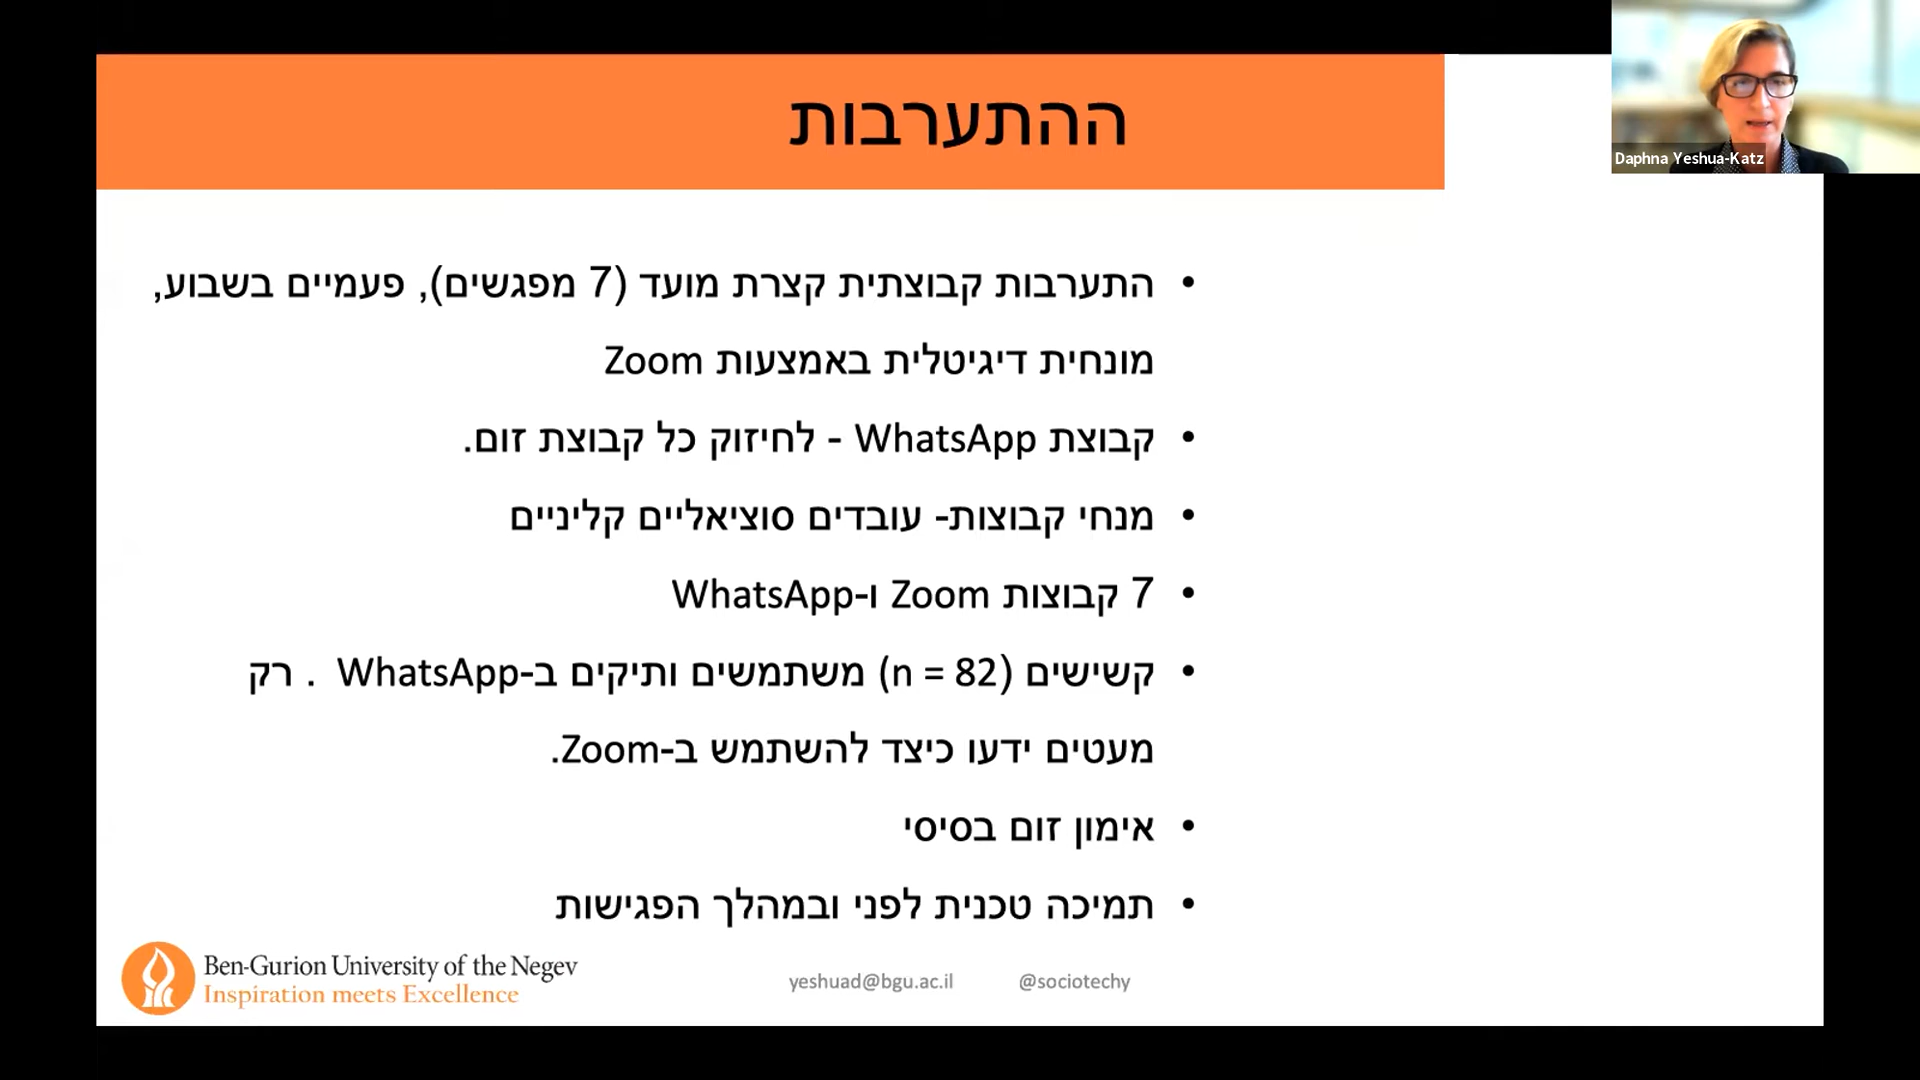 ההתערבות
Daphna Yeshua-Katz
• התערבות קבוצתית קצרת מועד (7 מפגשים), פעמיים בשבוע,
מונחית דיגיטלית באמצעות Zoom
• קבוצת WhatsApp - לחיזוק כל קבוצת זום.
• מנחי קבוצות- עובדים סוציאליים קליניים
• 7 קבוצות Zoom ו-WhatsApp
• קשישים (n = 82) משתמשים ותיקים ב-WhatsApp . רק
מעטים ידעו כיצד להשתמש ב-Zoom.
• אימון זום בסיסי
• תמיכה טכנית לפני ובמהלך הפגישות
Ben-Gurion University of the Negev
Inspiration meets Excellence
yeshuad@bgu.ac.il @sociotechy